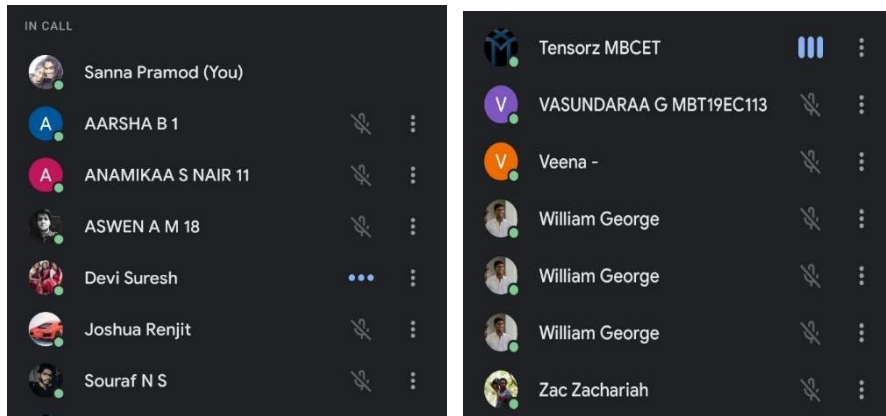 IN CALL
Sanna Pramod (You)
A AARSHA B 1
A ANAMIKAA S NAIR 11
ASWEN A M 18
Devi Suresh
Joshua Renjit
Souraf N S
Tensorz MBCET
V VASUNDARAA G MBT19EC113
V Veena -
William George
William George
William George
Zac Zachariah